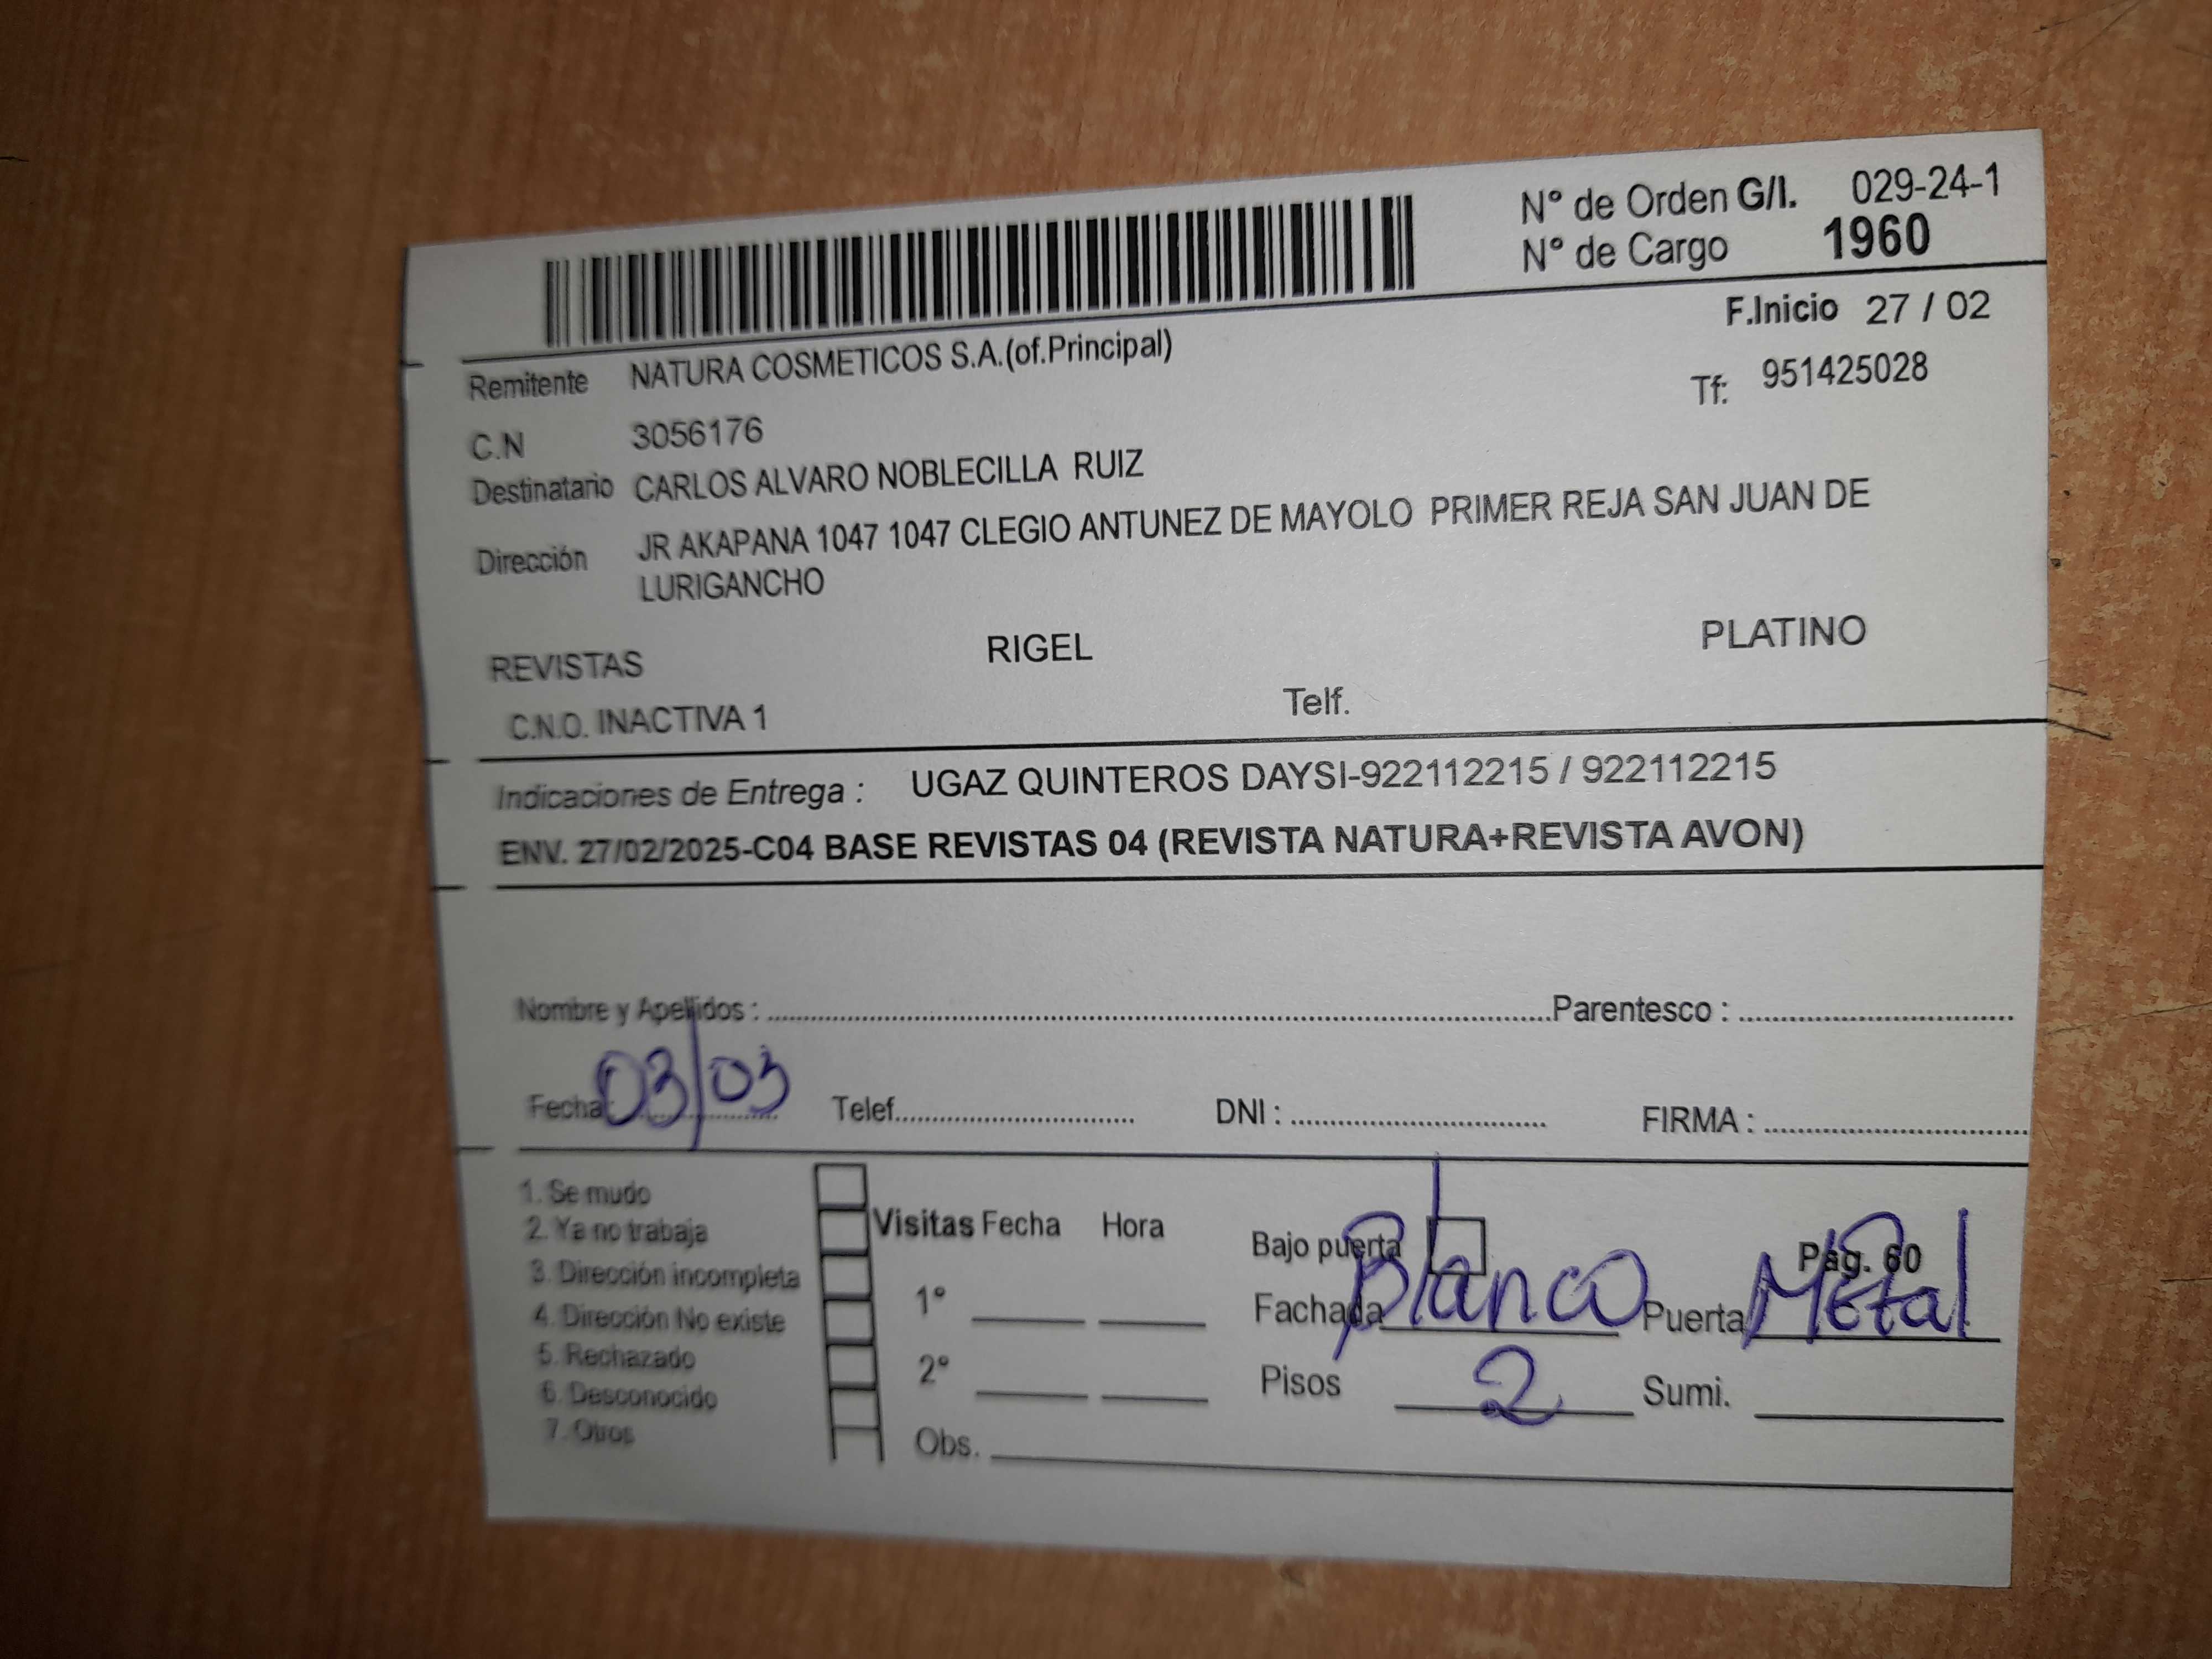 N° de Orden G/I. 029-24-1
N° de Cargo 1960
F.Inicio 27 / 02
Remitente NATURA COSMETICOS S.A.(of.Principal)
Tf: 951425028
C.N 3056176
Destinatario CARLOS ALVARO NOBLECILLA RUIZ
Dirección JR AKAPANA 1047 1047 CLEGIO ANTUNEZ DE MAYOLO PRIMER REJA SAN JUAN DE
LURIGANCHO
REVISTAS RIGEL PLATINO
C.N.O. INACTIVA 1 Telf.
Indicaciones de Entrega : UGAZ QUINTEROS DAYSI-922112215 / 922112215
ENV. 27/02/2025-C04 BASE REVISTAS 04 (REVISTA NATURA+REVISTA AVON)
Nombre y Apellidos : Parentesco :
Fecha: 03/03 Telef. DNI : FIRMA :
1. Se mudo
2. Ya no trabaja
3. Dirección incompleta
4. Dirección No existe
5. Rechazado
6. Desconocido
7. Otros
Visitas Fecha Hora
1°
2°
Obs.
Bajo puerta Pág. 60
Fachada Blanco Puerta Metal
Pisos 2 Sumi.